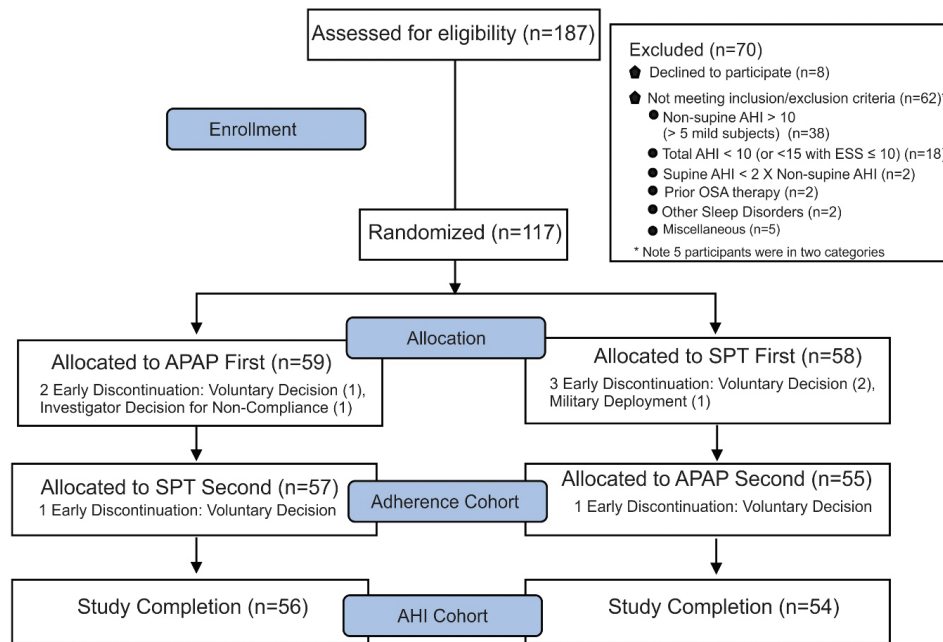 Assessed for eligibility (n=187)
Excluded (n=70)
Declined to participate (n=8)
Not meeting inclusion/exclusion criteria (n=62)*
Non-supine AHI > 10
(> 5 mild subjects) (n=38)
Total AHI < 10 (or <15 with ESS ≤ 10) (n=18)
Supine AHI < 2 X Non-supine AHI (n=2)
Prior OSA therapy (n=2)
Other Sleep Disorders (n=2)
Miscellaneous (n=5)
* Note 5 participants were in two categories
Enrollment
Randomized (n=117)
Allocation
Allocated to APAP First (n=59)
2 Early Discontinuation: Voluntary Decision (1),
Investigator Decision for Non-Compliance (1)
Allocated to SPT First (n=58)
3 Early Discontinuation: Voluntary Decision (2),
Military Deployment (1)
Allocated to SPT Second (n=57)
1 Early Discontinuation: Voluntary Decision
Adherence Cohort
Allocated to APAP Second (n=55)
1 Early Discontinuation: Voluntary Decision
Study Completion (n=56)
AHI Cohort
Study Completion (n=54)